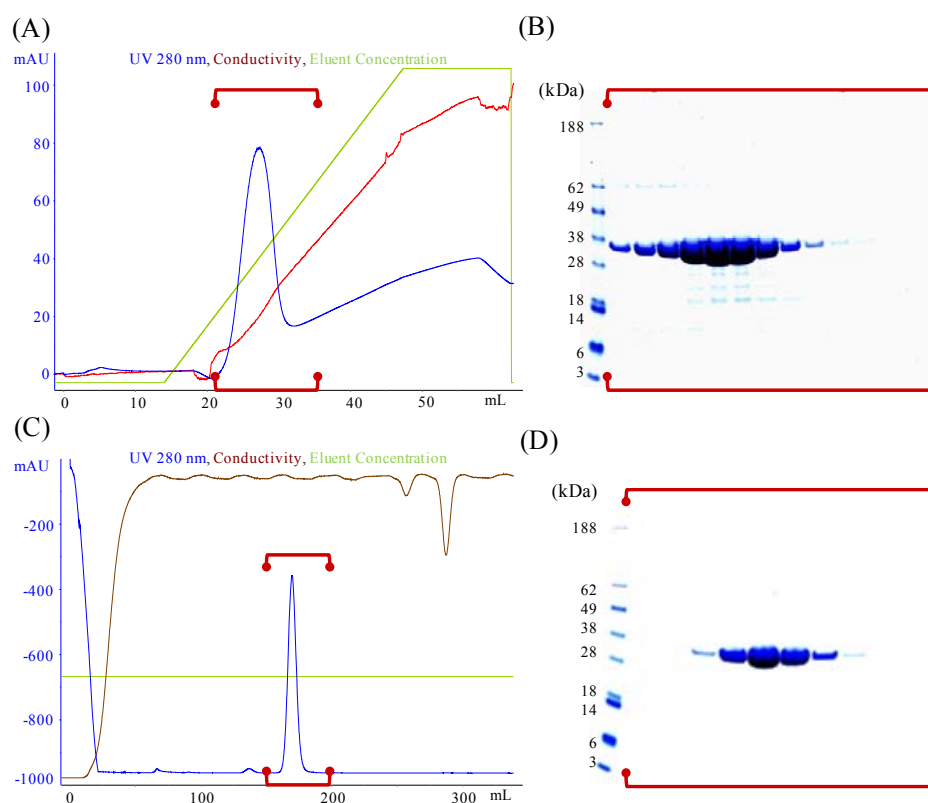 (A)
mAU
UV 280 nm, Conductivity, Eluent Concentration
100
80
60
40
20
0
0 10 20 30 40 50 mL
(B)
(kDa)
188
62
49
38
28
18
14
6
3
(C)
mAU
UV 280 nm, Conductivity, Eluent Concentration
-200
-400
-600
-800
-1000
0 100 200 300 mL
(D)
(kDa)
188
62
49
38
28
18
14
6
3